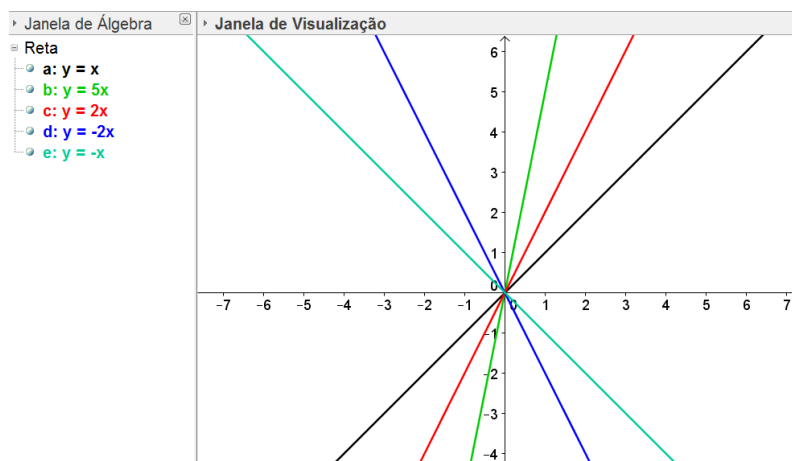 Janela de Álgebra
Janela de Visualização
Reta
a: y = x
b: y = 5x
c: y = 2x
d: y = -2x
e: y = -x
6
5
4
3
2
1
0
-7 -6 -5 -4 -3 -2 -1 0 1 2 3 4 5 6 7
-1
-2
-3
-4